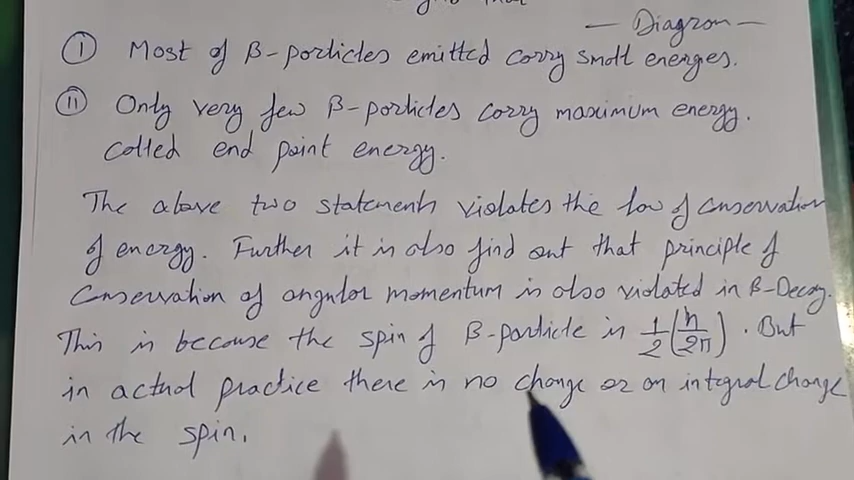 — Diagram —
I Most of β-particles emitted carry small energies.
II Only very few β-particles carry maximum energy.
called end point energy.
The above two statements violates the law of conservation
of energy. Further it is also find out that principle of
Conservation of angular momentum is also violated in β-Decay.
This is because the spin of β-particle is 1/2 (h/2π). But
in actual practice there is no change or an integral change
in the spin.